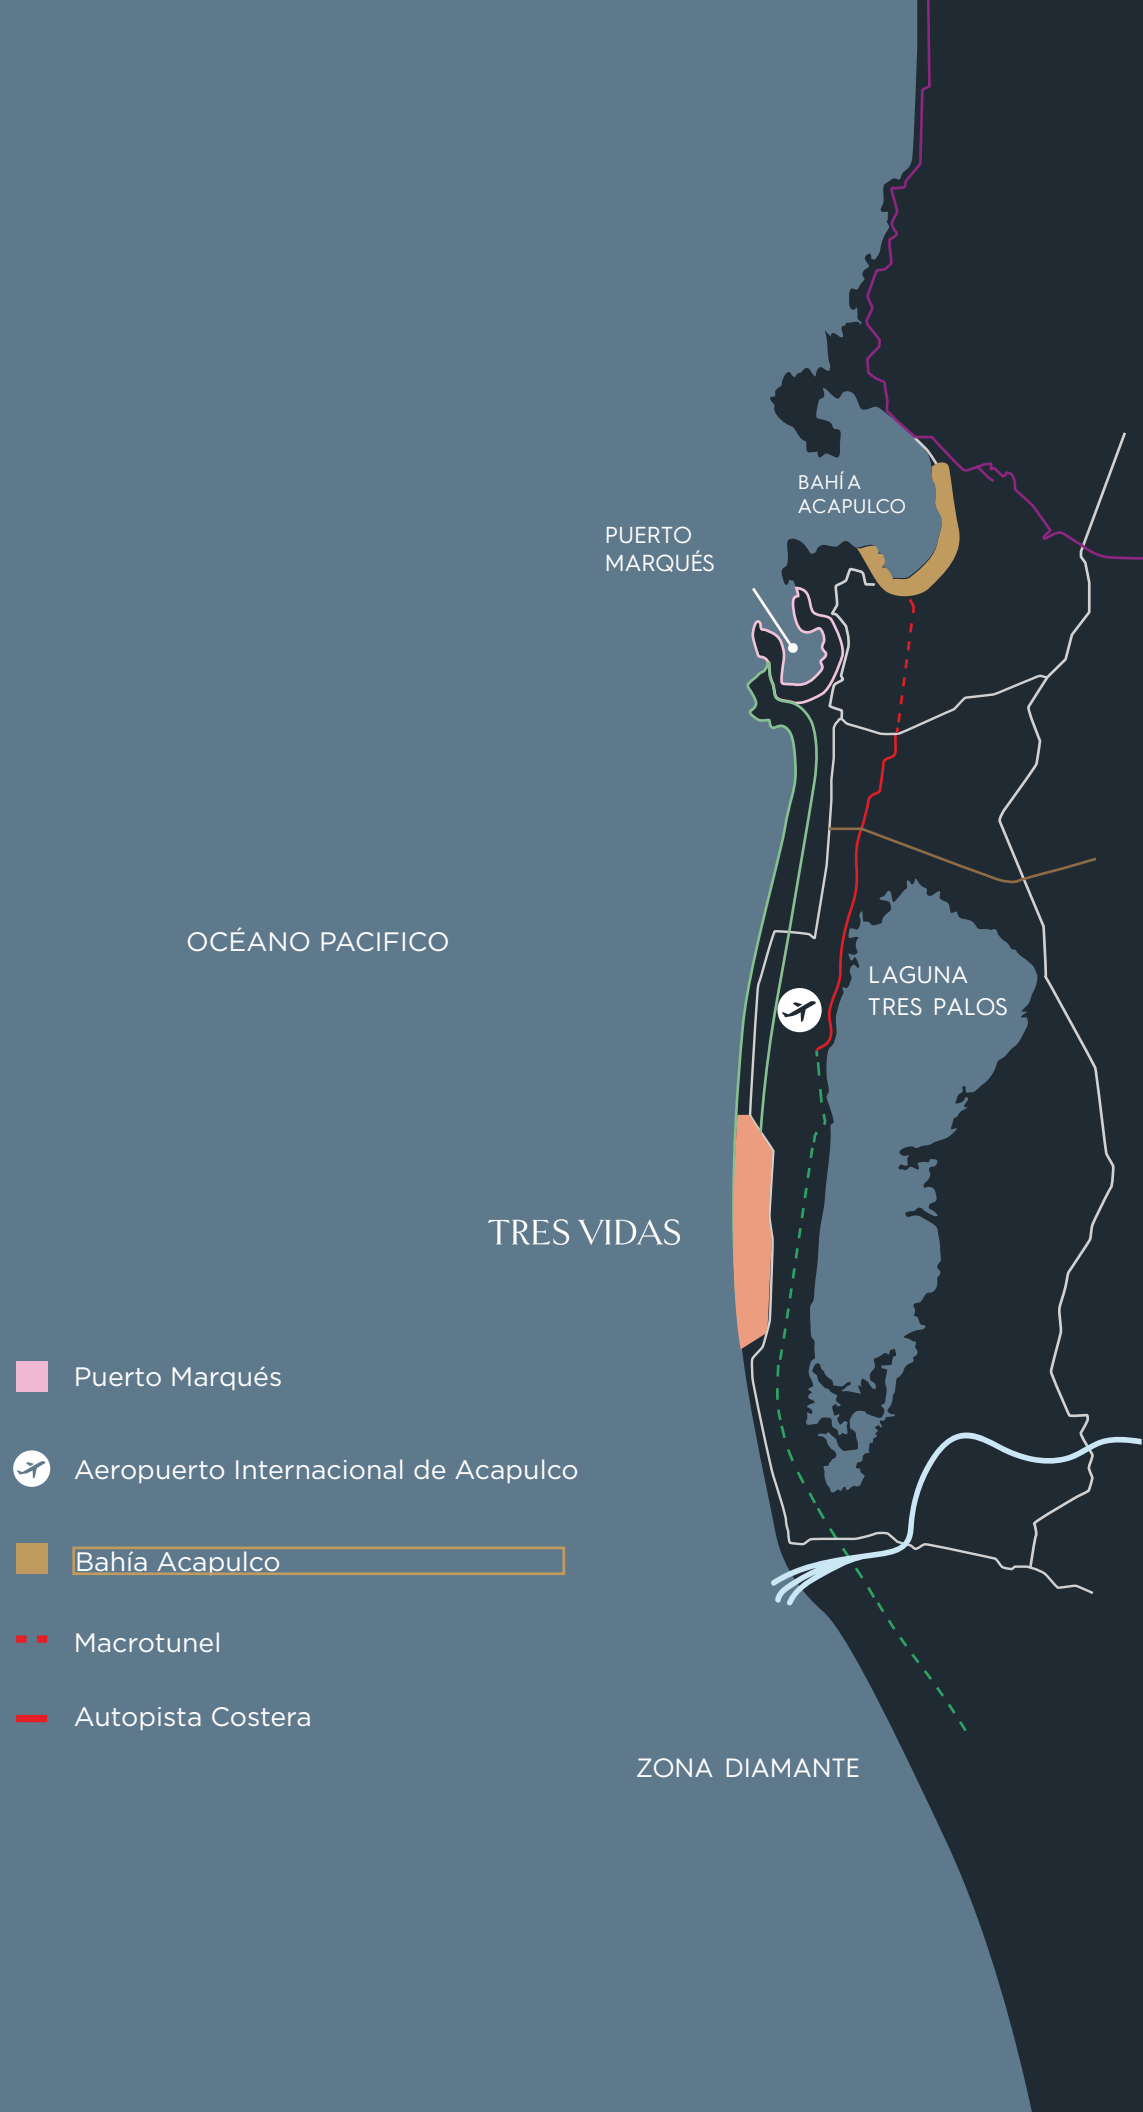 BAHÍA
ACAPULCO
PUERTO
MARQUÉS
OCÉANO PACIFICO
LAGUNA
TRES PALOS
TRES VIDAS
Puerto Marqués
Aeropuerto Internacional de Acapulco
Bahía Acapulco
Macrotunel
Autopista Costera
ZONA DIAMANTE